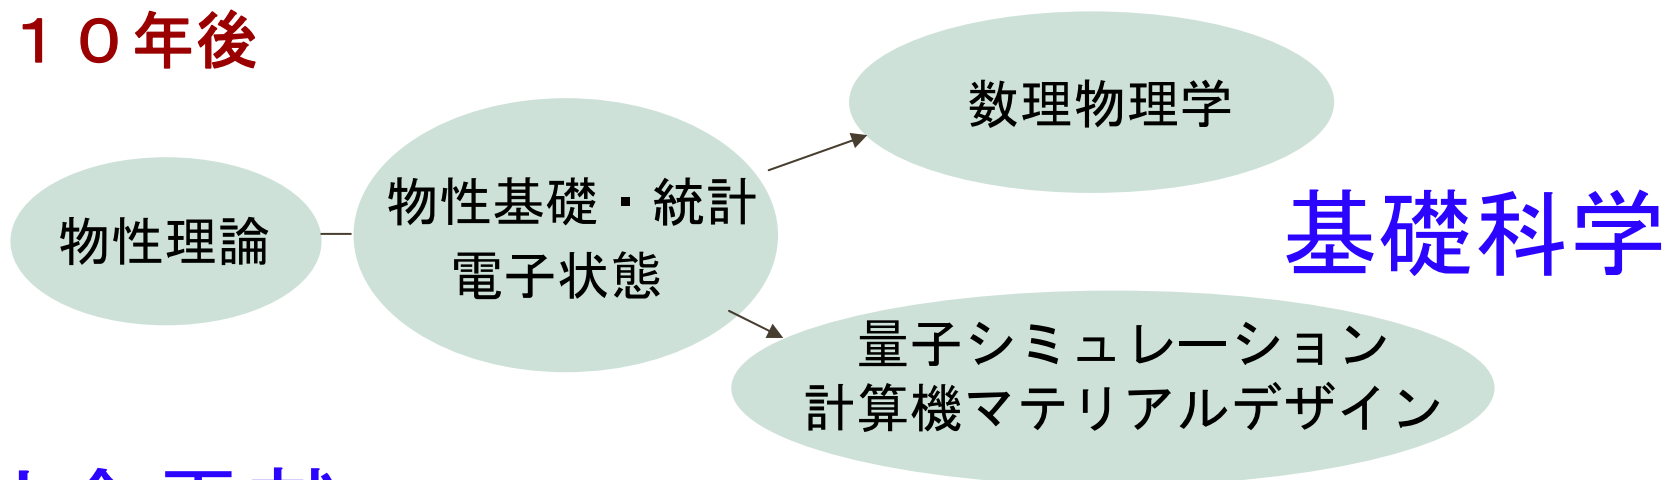 １０年後
数理物理学
物性理論
物性基礎・統計
電子状態
基礎科学
量子シミュレーション
計算機マテリアルデザイン